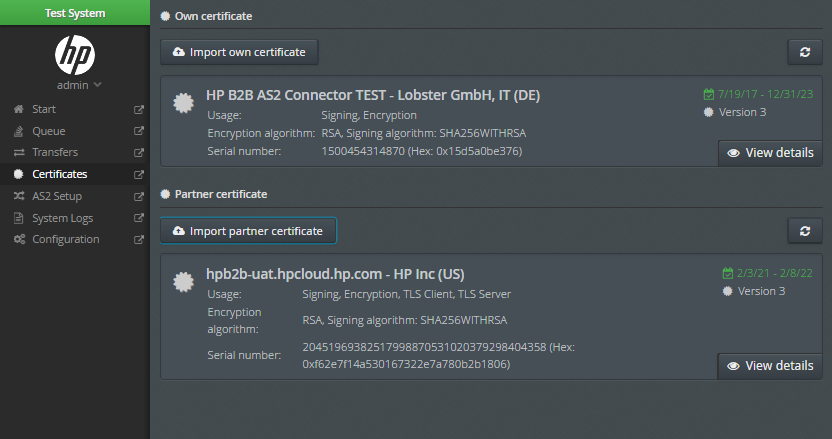 Test System
hp
admin
Start
Queue
Transfers
Certificates
AS2 Setup
System Logs
Configuration
Own certificate
Import own certificate
HP B2B AS2 Connector TEST - Lobster GmbH, IT (DE)
7/19/17 - 12/31/23
Usage: Signing, Encryption
Version 3
Encryption algorithm: RSA, Signing algorithm: SHA256WITHRSA
Serial number: 1500454314870 (Hex: 0x15d5a0be376)
View details
Partner certificate
Import partner certificate
hpb2b-uat.hpcloud.hp.com - HP Inc (US)
2/3/21 - 2/8/22
Usage: Signing, Encryption, TLS Client, TLS Server
Version 3
Encryption
algorithm: RSA, Signing algorithm: SHA256WITHRSA
Serial number: 20451969382517998870531020379298404358 (Hex:
0xf62e7f14a530167322e7a780b2b1806)
View details